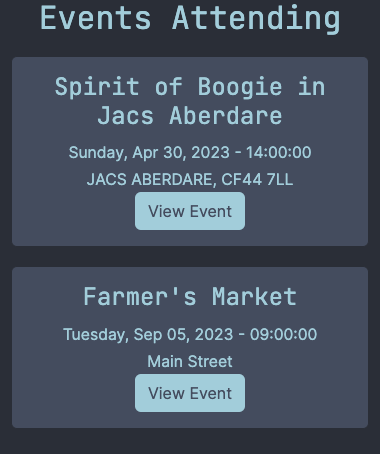 Events Attending
Spirit of Boogie in
Jacs Aberdare
Sunday, Apr 30, 2023 - 14:00:00
JACS ABERDARE, CF44 7LL
View Event
Farmer's Market
Tuesday, Sep 05, 2023 - 09:00:00
Main Street
View Event